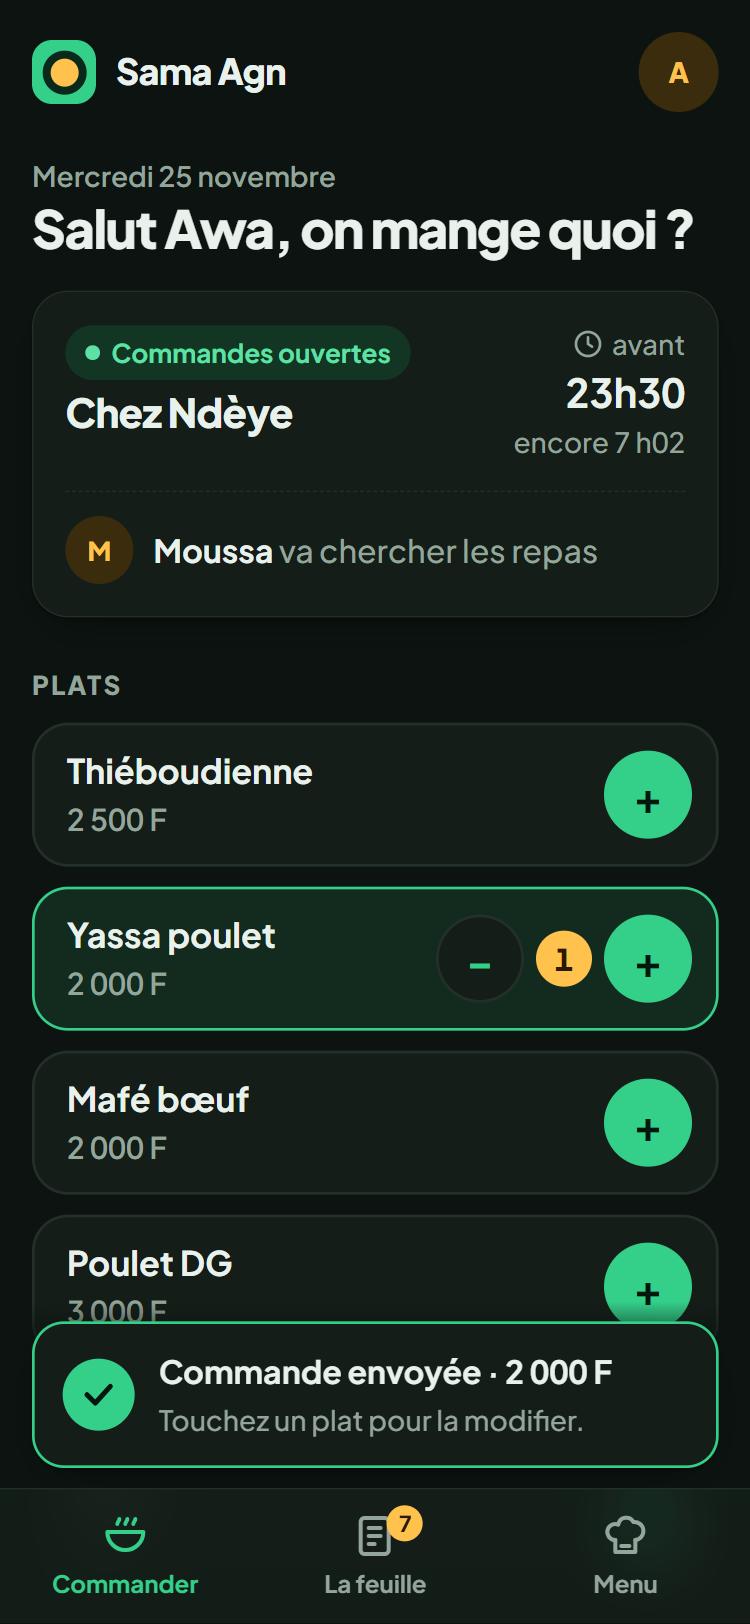 Sama Agn
A
Mercredi 25 novembre
Salut Awa, on mange quoi ?
Commandes ouvertes
avant
Chez Ndèye
23h30
encore 7 h02
M
Moussa va chercher les repas
PLATS
Thiéboudienne
2 500 F
+
Yassa poulet
2 000 F
−
1
+
Mafé bœuf
2 000 F
+
Poulet DG
3 000 F
+
Commande envoyée · 2 000 F
Touchez un plat pour la modifier.
7
Commander
La feuille
Menu